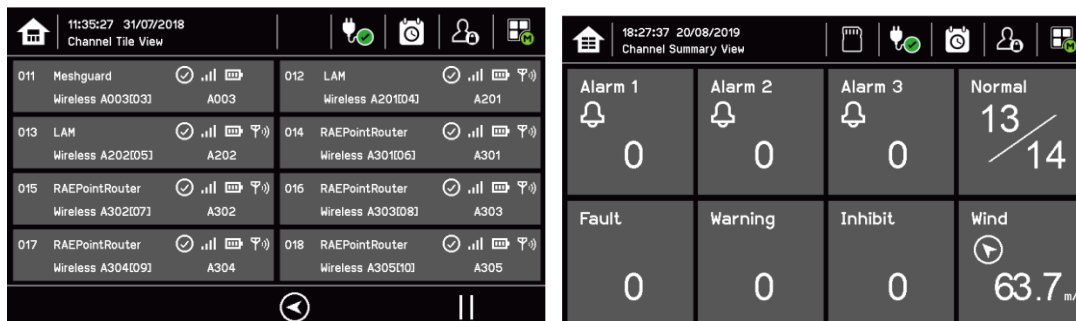 11:35:27 31/07/2018
Channel Tile View
M
011 Meshguard
Wireless A003[03] A003
012 LAM
Wireless A201[04] A201
013 LAM
Wireless A202[05] A202
014 RAEPointRouter
Wireless A301[06] A301
015 RAEPointRouter
Wireless A302[07] A302
016 RAEPointRouter
Wireless A303[08] A303
017 RAEPointRouter
Wireless A304[09] A304
018 RAEPointRouter
Wireless A305[10] A305
18:27:37 20/08/2019
Channel Summary View
M
Alarm 1
0
Alarm 2
0
Alarm 3
0
Normal
13/14
Fault
0
Warning
0
Inhibit
0
Wind
63.7 m/